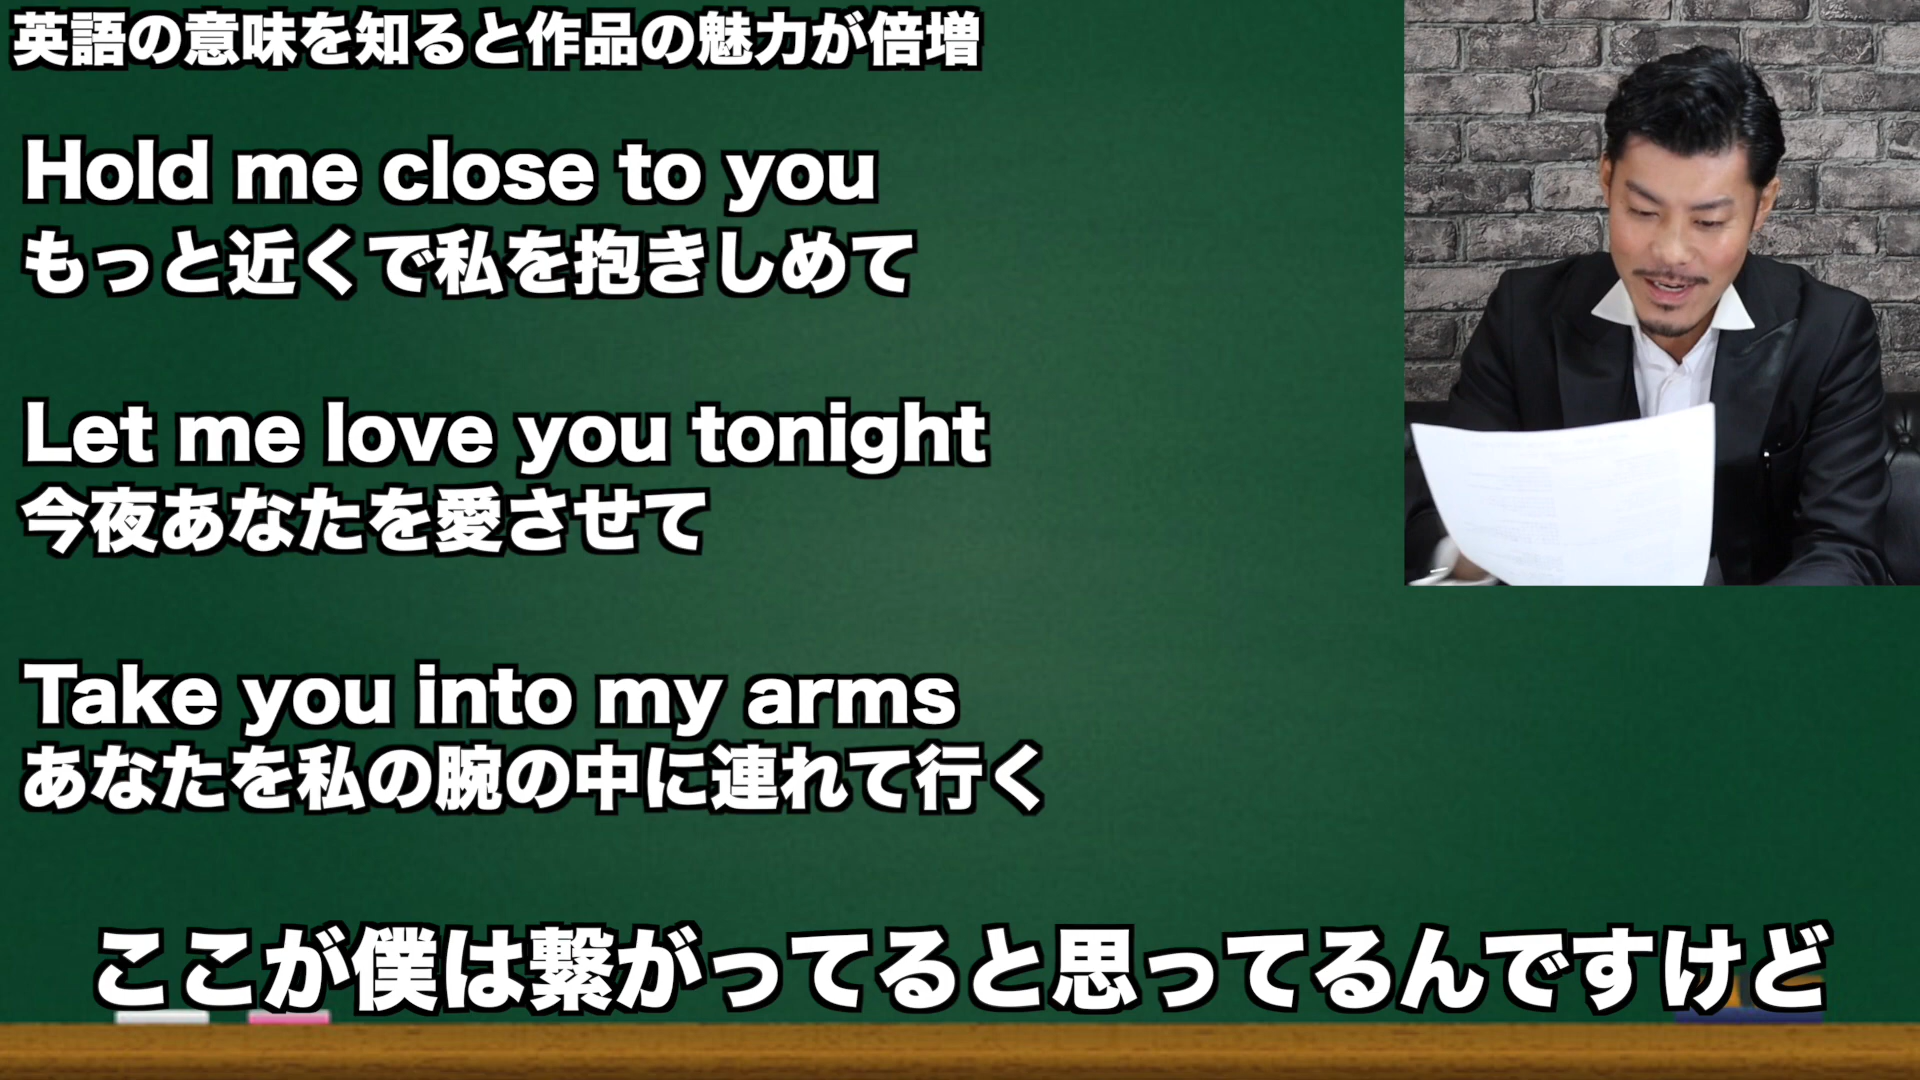 英語の意味を知ると作品の魅力が倍増
Hold me close to you
もっと近くで私を抱きしめて
Let me love you tonight
今夜あなたを愛させて
Take you into my arms
あなたを私の腕の中に連れて行く
ここが僕は繋がってると思ってるんですけど